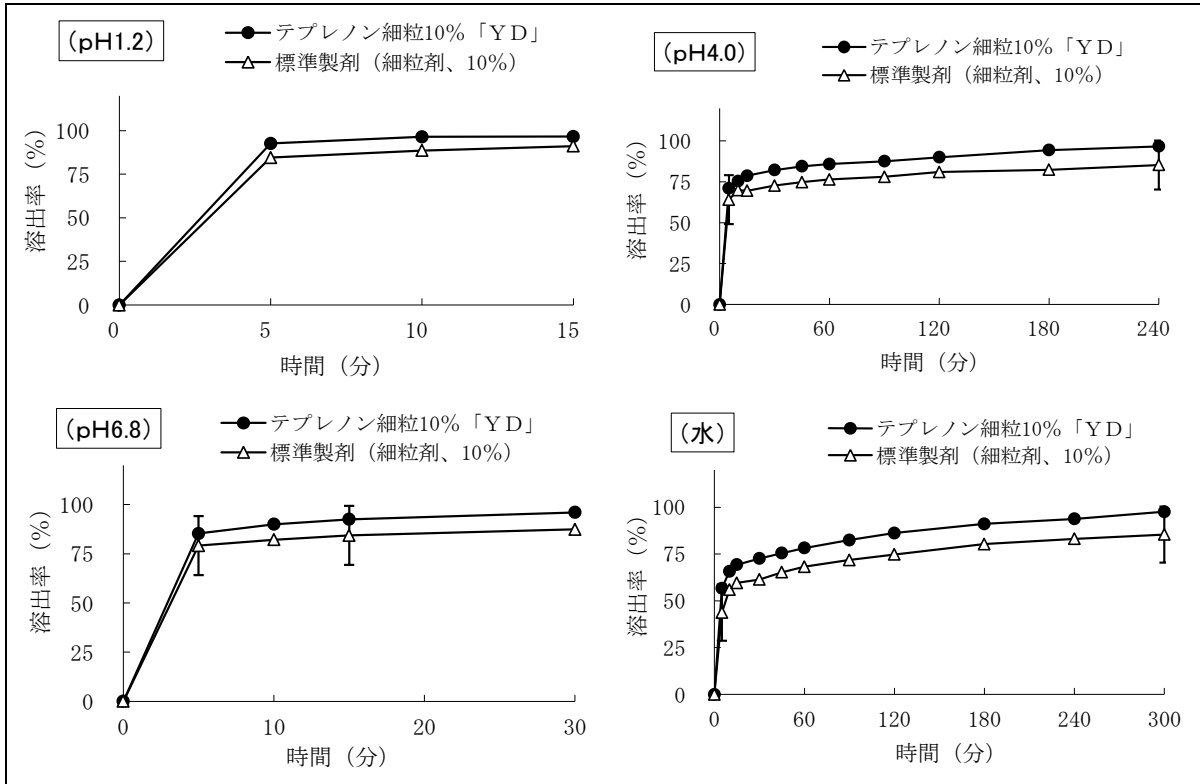 (pH1.2)
テプレノン細粒10%「ＹＤ」
標準製剤（細粒剤、10%）
溶出率（%）
100
75
50
25
0
0
5
10
15
時間（分）
(pH4.0)
テプレノン細粒10%「ＹＤ」
標準製剤（細粒剤、10%）
溶出率（%）
100
75
50
25
0
0
60
120
180
240
時間（分）
(pH6.8)
テプレノン細粒10%「ＹＤ」
標準製剤（細粒剤、10%）
溶出率（%）
100
75
50
25
0
0
10
20
30
時間（分）
(水)
テプレノン細粒10%「ＹＤ」
標準製剤（細粒剤、10%）
溶出率（%）
100
75
50
25
0
0
60
120
180
240
300
時間（分）